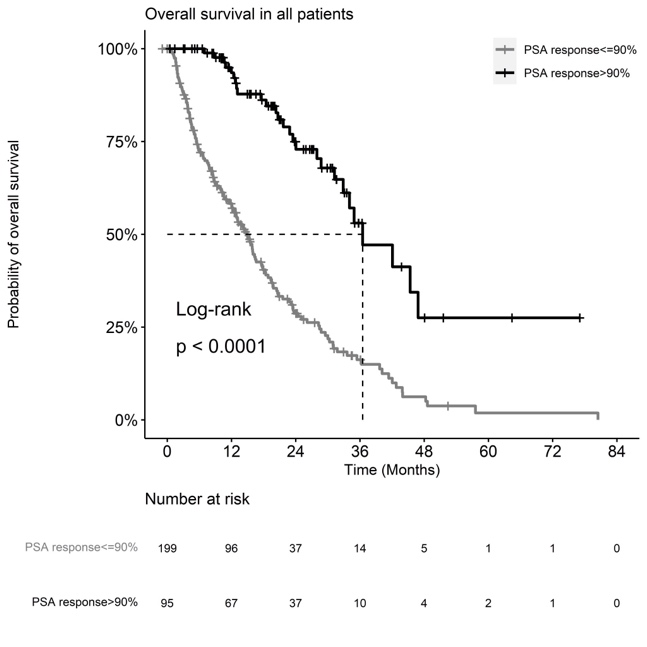 Overall survival in all patients
PSA response<=90%
PSA response>90%
Probability of overall survival
100%
75%
50%
25%
0%
Log-rank
p < 0.0001
0 12 24 36 48 60 72 84
Time (Months)
Number at risk
PSA response<=90% 199 96 37 14 5 1 1 0
PSA response>90% 95 67 37 10 4 2 1 0